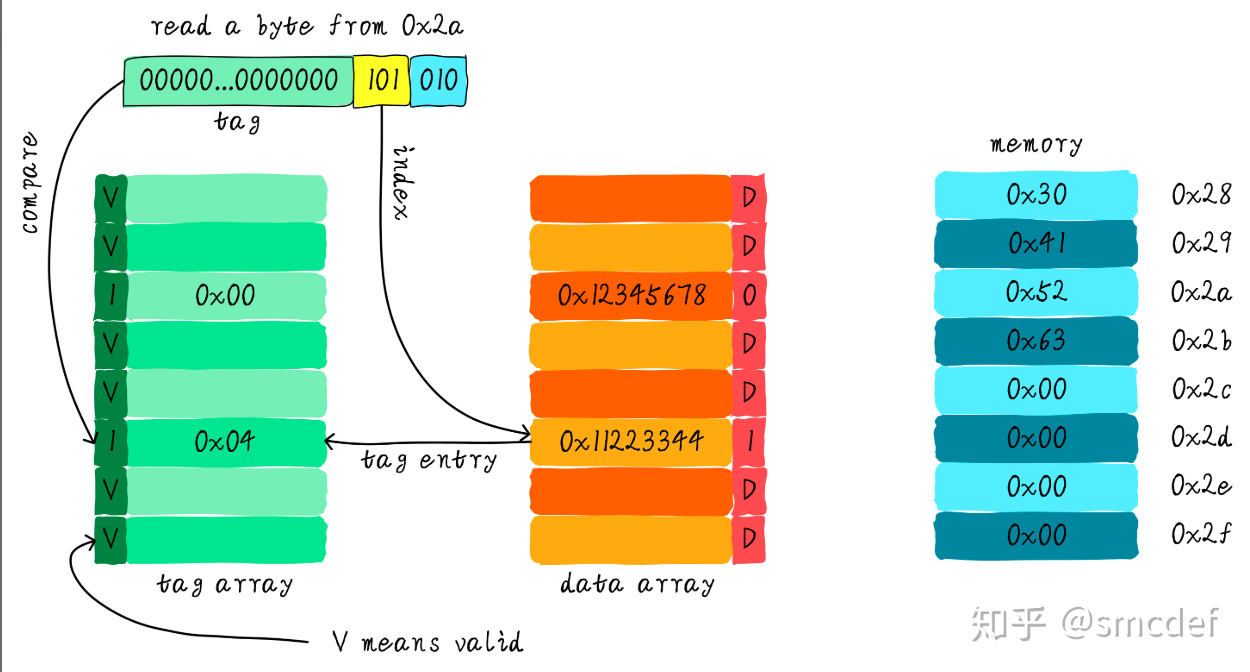 read a byte from 0x2a
00000...0000000 101 010
tag
compare
index
memory
V D 0x30 0x28
V D 0x41 0x29
1 0x00 0x12345678 0 0x52 0x2a
V D 0x63 0x2b
V D 0x00 0x2c
1 0x04 0x11223344 1 0x00 0x2d
tag entry
V D 0x00 0x2e
V D 0x00 0x2f
tag array data array
V means valid
知乎 @smcdef